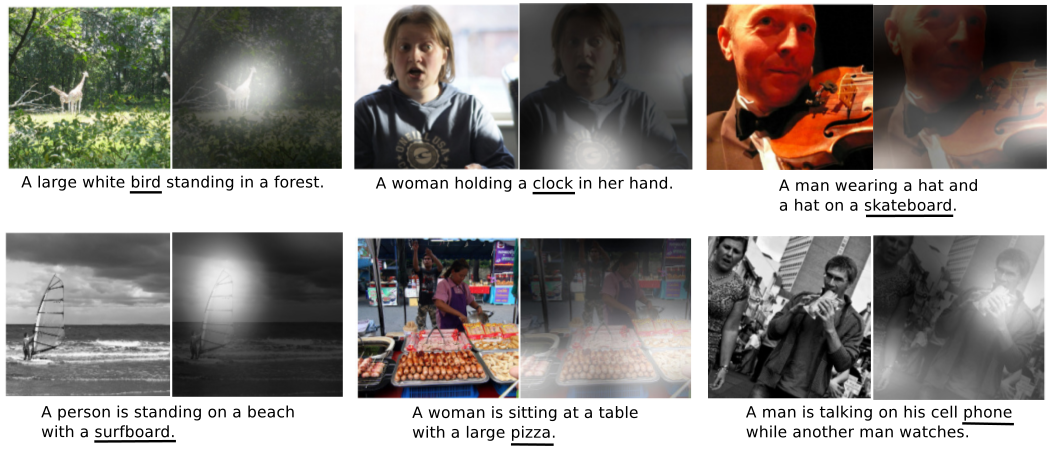 A large white bird standing in a forest.
A woman holding a clock in her hand.
A man wearing a hat and
a hat on a skateboard.
A person is standing on a beach
with a surfboard.
A woman is sitting at a table
with a large pizza.
A man is talking on his cell phone
while another man watches.